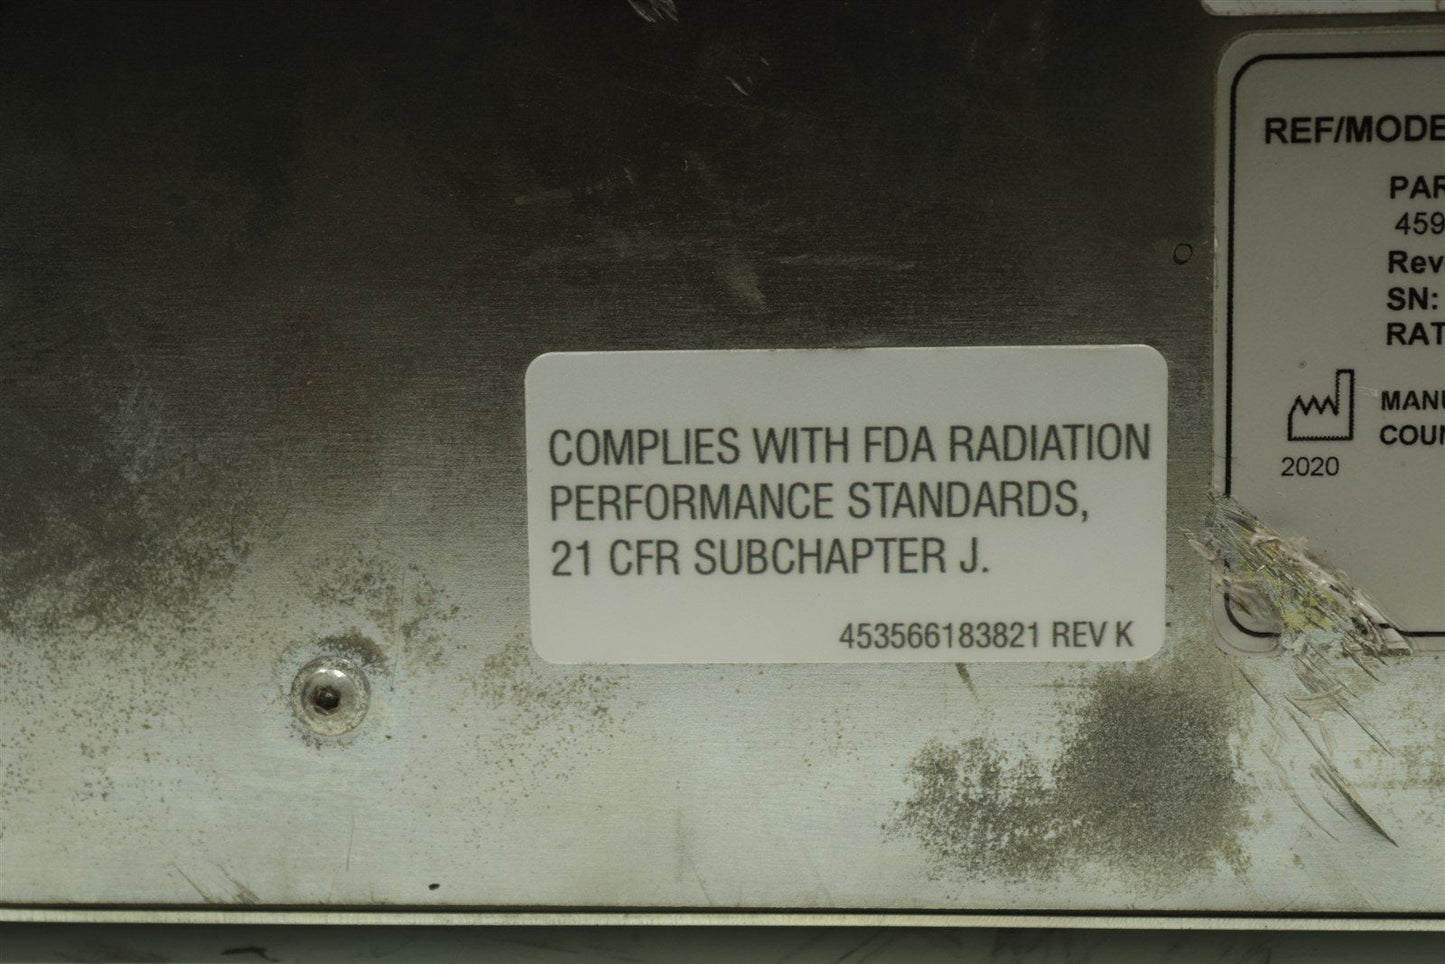 COMPLIES WITH FDA RADIATION
PERFORMANCE STANDARDS,
21 CFR SUBCHAPTER J.
453566183821 REV K
REF/MODE
PAR
459
Rev
SN:
RAT
MANU
COUN
2020